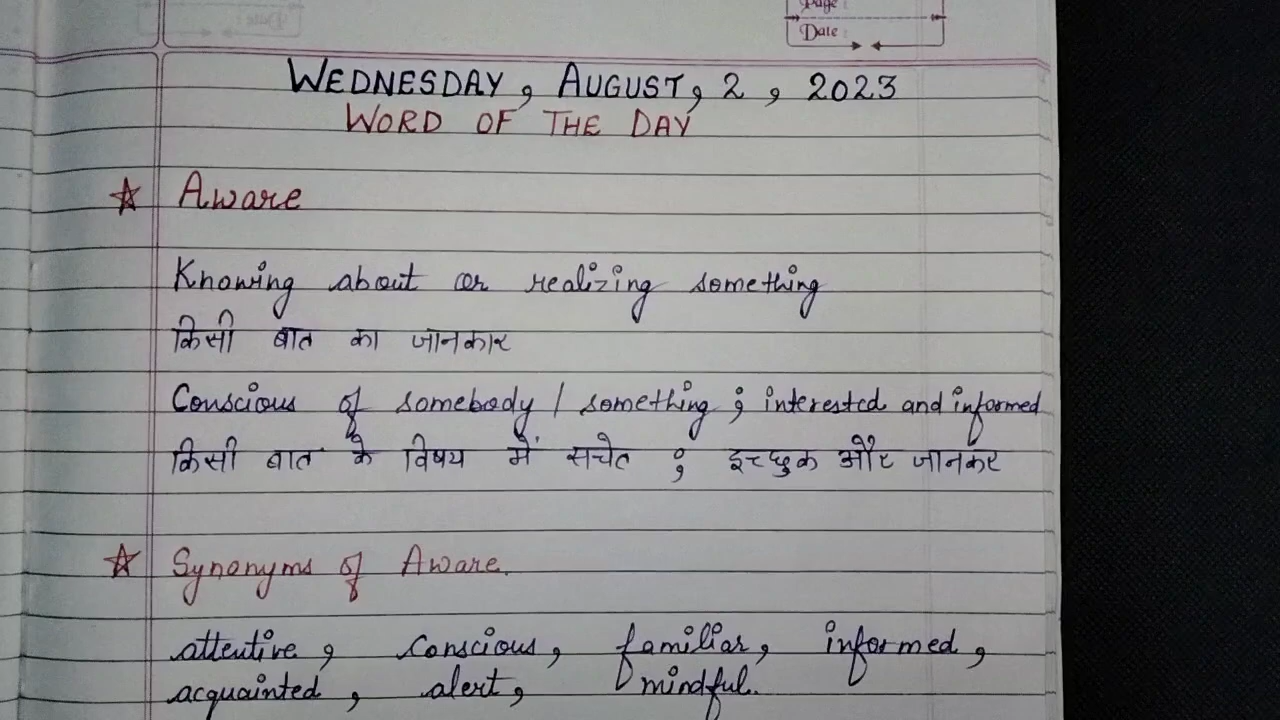 Page :
Date :
WEDNESDAY, AUGUST, 2, 2023
WORD OF THE DAY
☆ Aware
Knowing about or realizing something
किसी बात का जानकार
Conscious of somebody / something ; interested and informed
किसी बात के विषय में सचेत ; इच्छुक और जानकर
☆ Synonyms of Aware.
attentive, conscious, familiar, informed,
acquainted, alert, mindful.